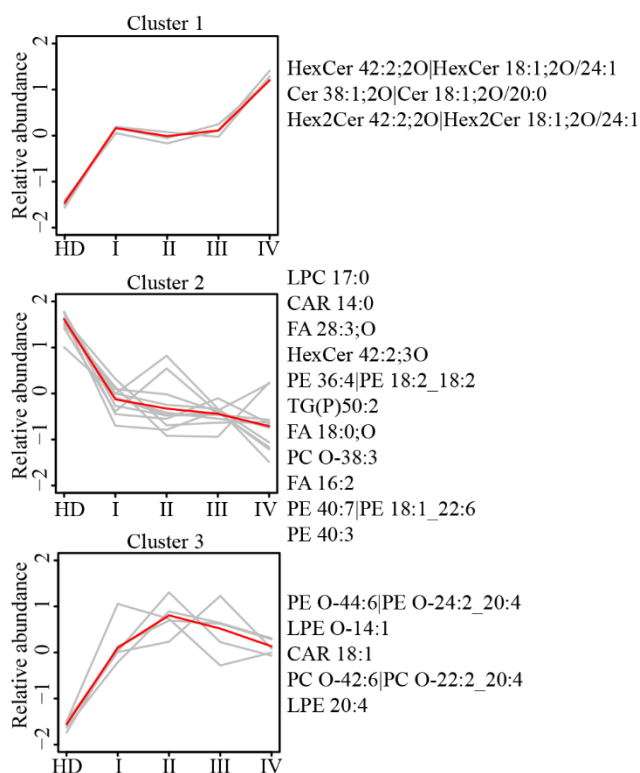 Cluster 1
Relative abundance
2
1
0
−1
−2
HD I II III IV
HexCer 42:2;2O|HexCer 18:1;2O/24:1
Cer 38:1;2O|Cer 18:1;2O/20:0
Hex2Cer 42:2;2O|Hex2Cer 18:1;2O/24:1
Cluster 2
Relative abundance
2
1
0
−1
−2
HD I II III IV
LPC 17:0
CAR 14:0
FA 28:3;O
HexCer 42:2;3O
PE 36:4|PE 18:2_18:2
TG(P)50:2
FA 18:0;O
PC O-38:3
FA 16:2
PE 40:7|PE 18:1_22:6
PE 40:3
Cluster 3
Relative abundance
2
1
0
−1
−2
HD I II III IV
PE O-44:6|PE O-24:2_20:4
LPE O-14:1
CAR 18:1
PC O-42:6|PC O-22:2_20:4
LPE 20:4